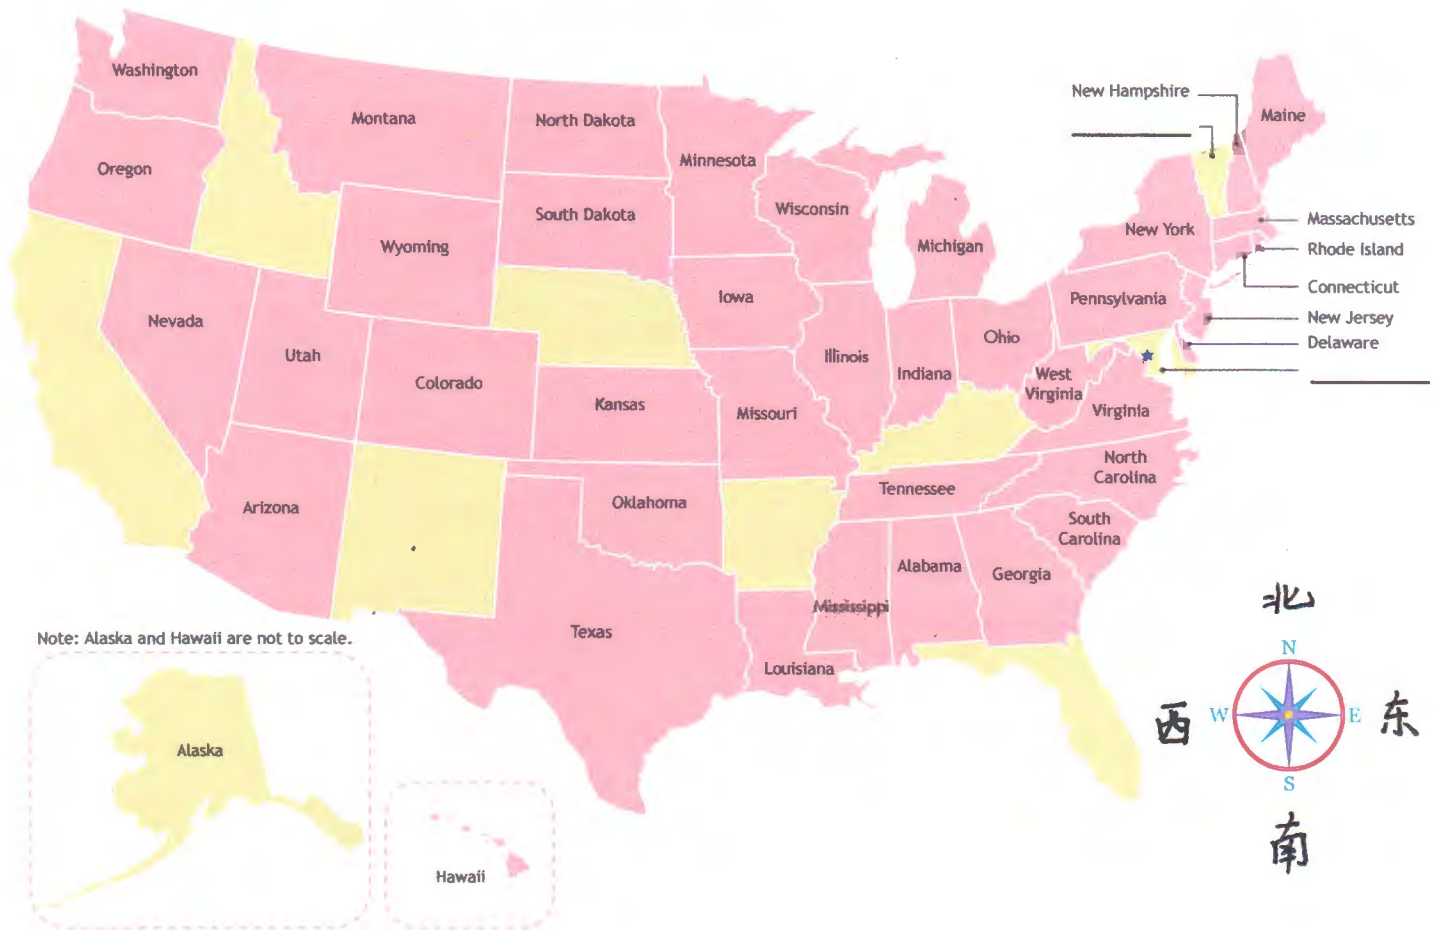 Washington
Montana
North Dakota
Minnesota
Oregon
South Dakota
Wisconsin
Wyoming
Michigan
New York
New Hampshire
Maine
Massachusetts
Rhode Island
Connecticut
New Jersey
Delaware
Pennsylvania
Iowa
Nevada
Utah
Colorado
Illinois
Indiana
Ohio
West
Virginia
Virginia
Kansas
Missouri
North
Carolina
Tennessee
Arizona
Oklahoma
South
Carolina
Alabama
Georgia
Mississippi
Texas
Louisiana
Note: Alaska and Hawaii are not to scale.
Alaska
Hawaii
北
N
西 W E 东
S
南